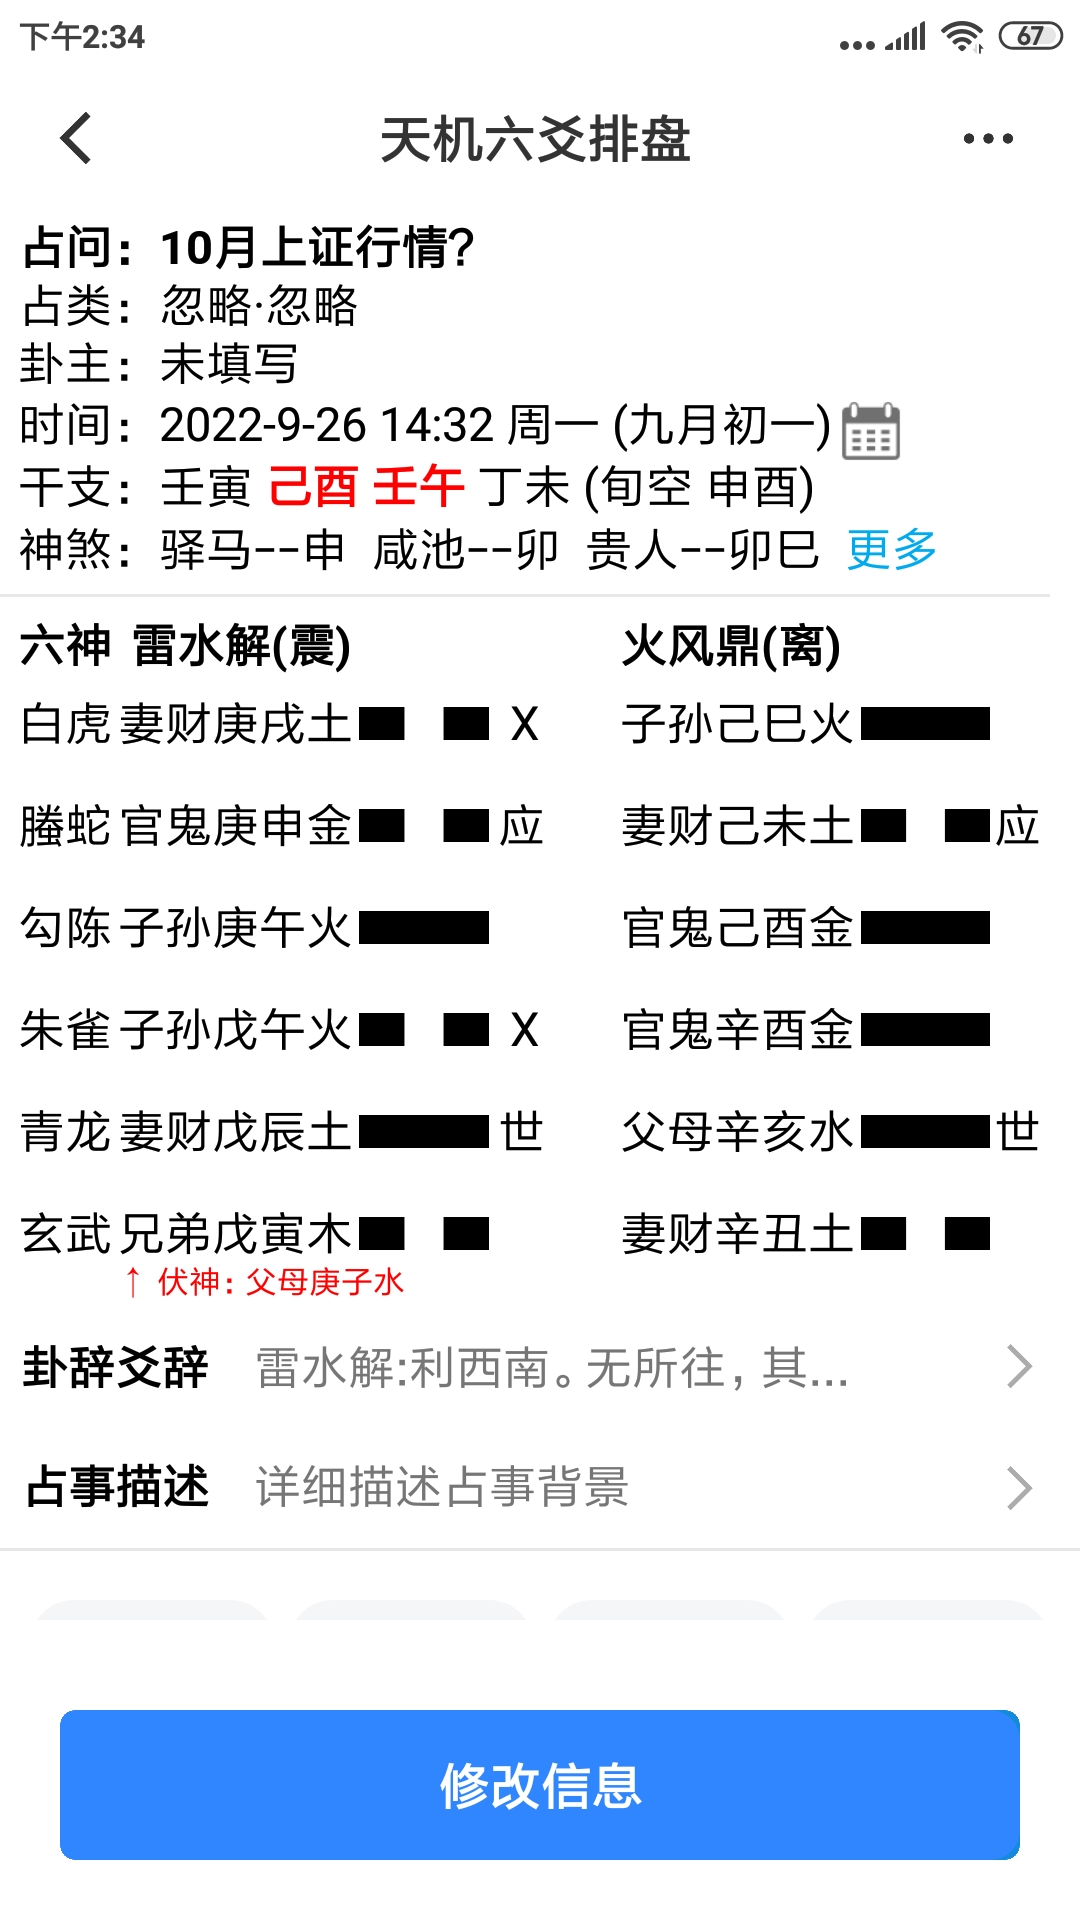 下午2:34
67
天机六爻排盘
占问：10月上证行情?
占类：忽略·忽略
卦主：未填写
时间：2022-9-26 14:32 周一 (九月初一)
干支：壬寅 己酉 壬午 丁未 (旬空 申酉)
神煞：驿马--申 咸池--卯 贵人--卯巳 更多
六神 雷水解(震) 火风鼎(离)
白虎 妻财庚戌土 X 子孙己巳火
螣蛇 官鬼庚申金 应 妻财己未土 应
勾陈 子孙庚午火 官鬼己酉金
朱雀 子孙戊午火 X 官鬼辛酉金
青龙 妻财戊辰土 世 父母辛亥水 世
玄武 兄弟戊寅木 妻财辛丑土
↑ 伏神：父母庚子水
卦辞爻辞 雷水解:利西南。无所往，其...
占事描述 详细描述占事背景
修改信息